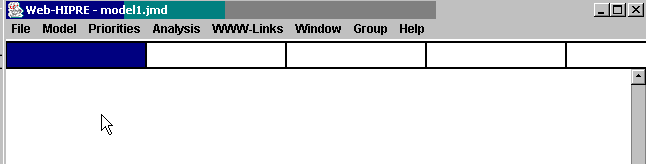 Web-HIPRE - model1.jmd
File Model Priorities Analysis WWW-Links Window Group Help